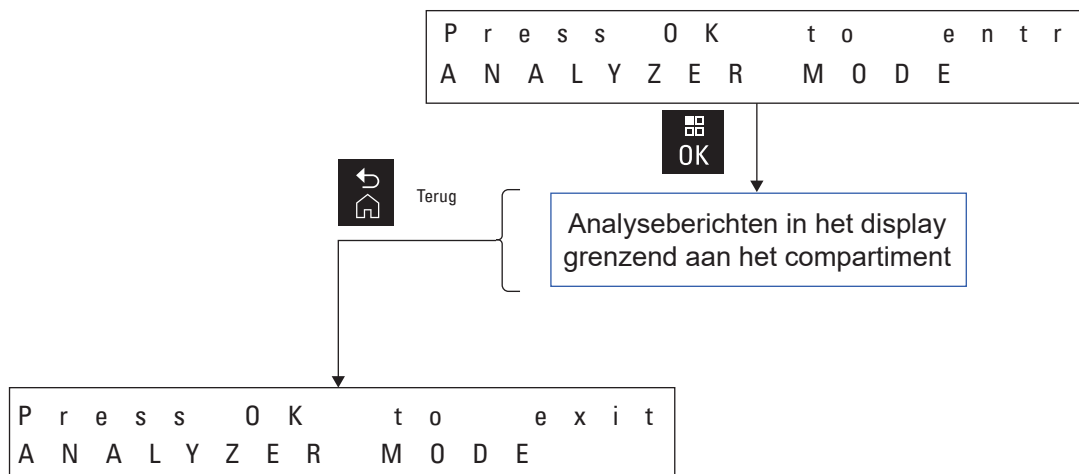 Press OK to entr
ANALYZER MODE
OK
Terug
Analyseberichten in het display
grenzend aan het compartiment
Press OK to exit
ANALYZER MODE